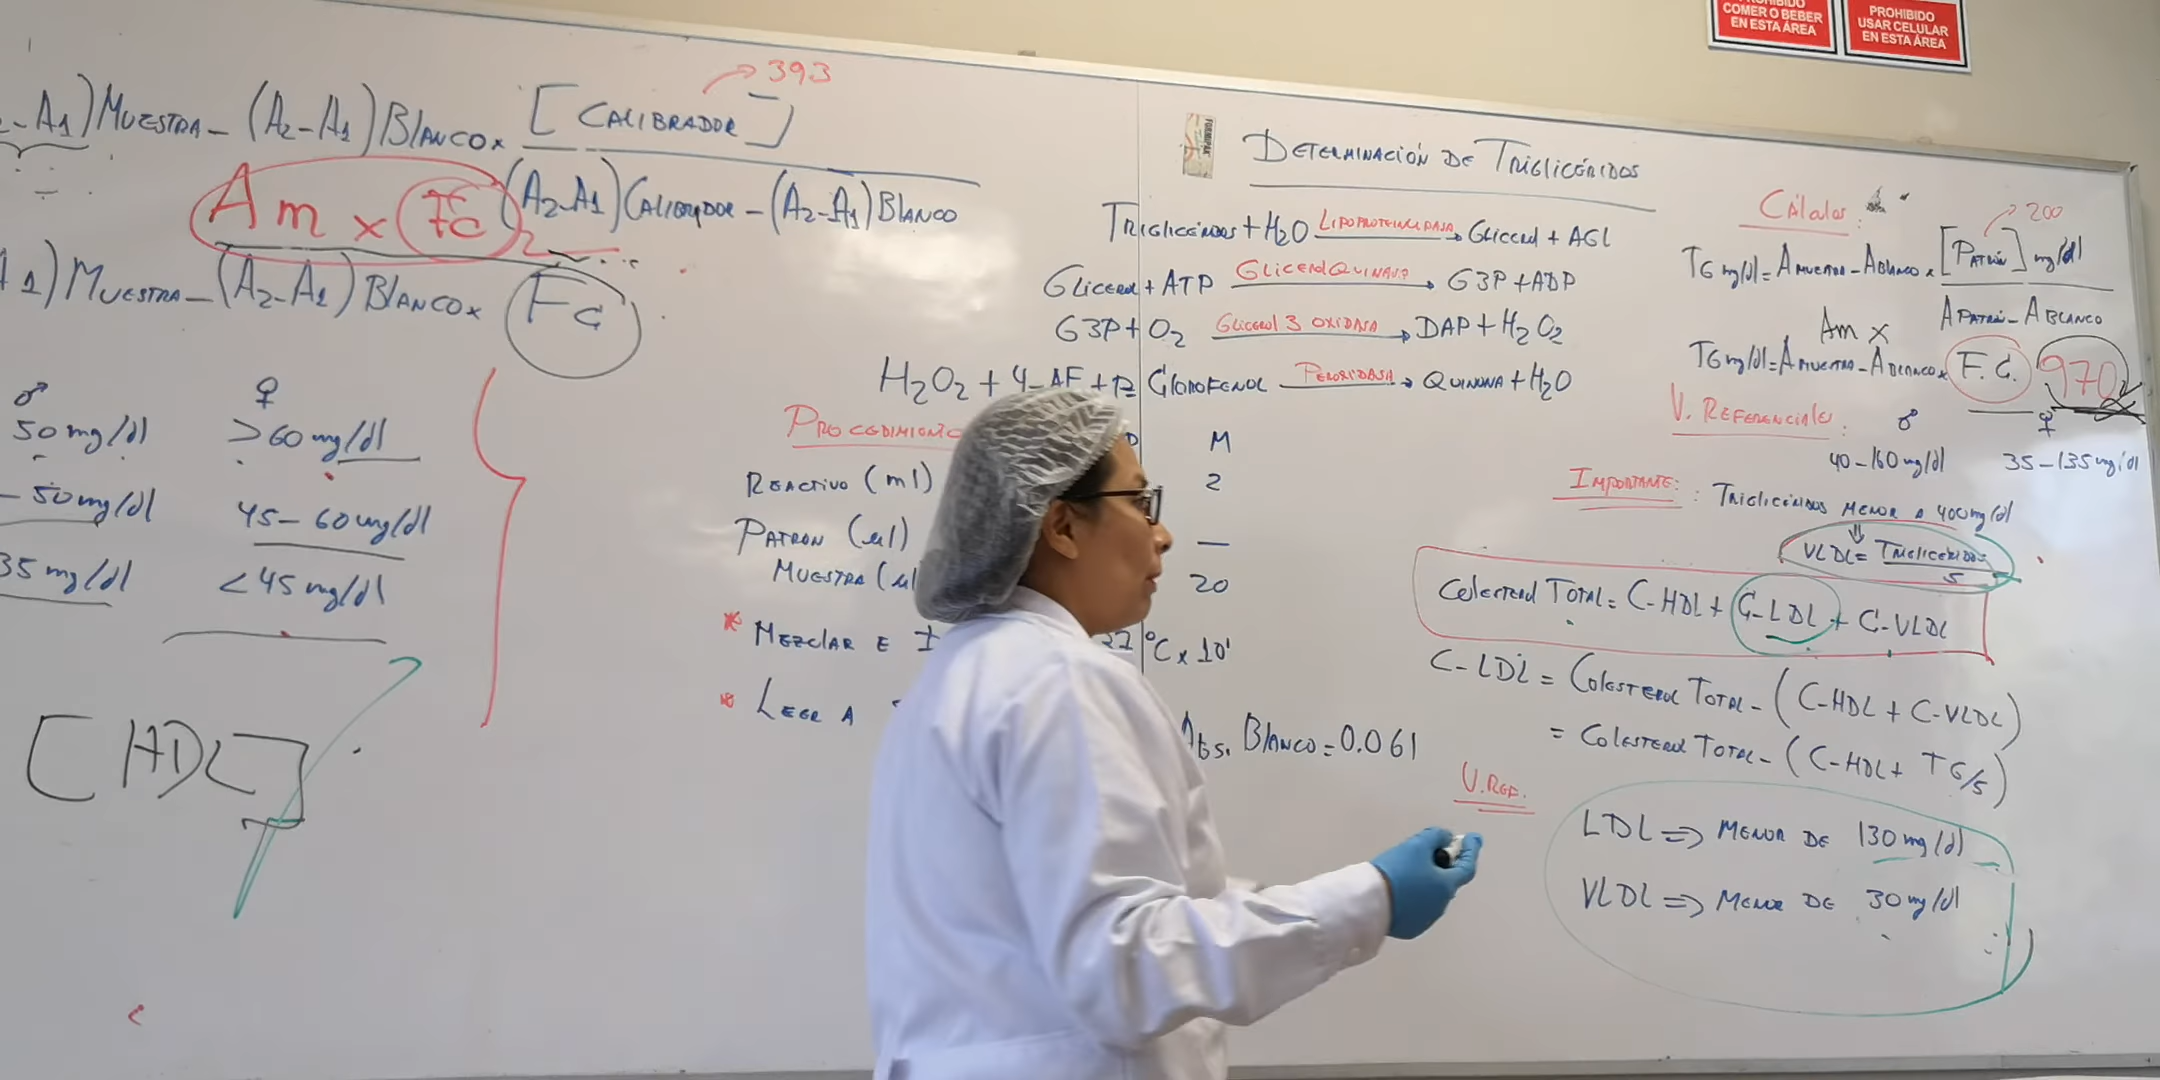 PROHIBIDO
COMER O BEBER
EN ESTA ÁREA
PROHIBIDO
USAR CELULAR
EN ESTA ÁREA
393
-A1) MUESTRA - (A2-A1) BLANCO x [CALIBRADOR]
(A2-A1) CALIBRADOR - (A2-A1) BLANCO
Am x Fc
1) MUESTRA - (A2-A1) BLANCO x Fc
♂ ♀
50 mg/dl >60 mg/dl
-50 mg/dl 45-60 mg/dl
35 mg/dl <45 mg/dl
[HDL]
DETERMINACIÓN DE TRIGLICÉRIDOS
TRIGLICÉRIDOS + H2O LIPOPROTEINLIPASA GLICEROL + AGL
GLICEROL + ATP GLICEROLQUINASA G3P + ADP
G3P + O2 GLICEROL 3 OXIDASA DAP + H2O2
H2O2 + 4-AF + CLOROFENOL PEROXIDASA QUINONA + H2O
PROCEDIMIENTO
M
REACTIVO (ml) 2
PATRON (µl) —
MUESTRA (µl 20
* MEZCLAR E °C x 10'
* LEER A
Abs. BLANCO = 0.061
CÁLCULOS:
200
TG mg/dl = A MUESTRA - A BLANCO x [PATRÓN] mg/dl
A PATRÓN - A BLANCO
Am x
TG mg/dl = A MUESTRA - A BLANCO x F.C. 970
V. REFERENCIALES:
♂ ♀
40-160 mg/dl 35-135 mg/dl
IMPORTANTE: : TRIGLICÉRIDOS MENOR A 400 mg/dl
⇓
VLDL = TRIGLICÉRIDOS
5
COLESTEROL TOTAL = C-HDL + C-LDL + C-VLDL
C-LDL = COLESTEROL TOTAL - (C-HDL + C-VLDL)
= COLESTEROL TOTAL - (C-HDL + TG/5)
V. REF.
LDL ⇒ MENOR DE 130 mg/dl
VLDL ⇒ MENOR DE 30 mg/dl